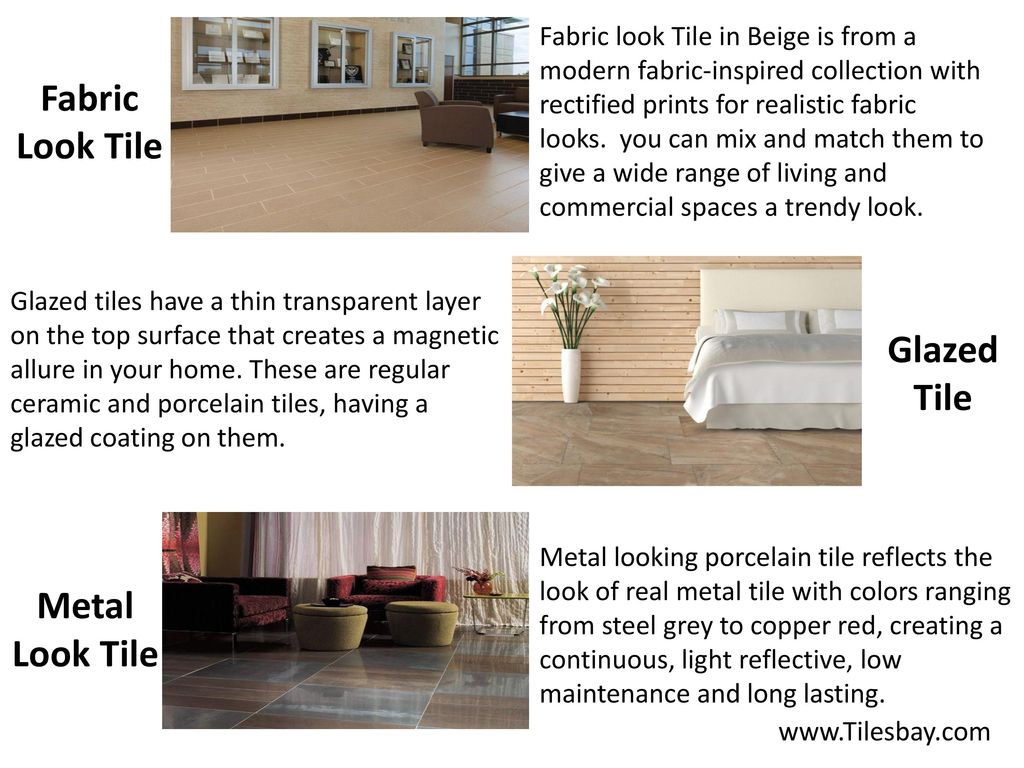 Fabric
Look Tile
Fabric look Tile in Beige is from a
modern fabric-inspired collection with
rectified prints for realistic fabric
looks.  you can mix and match them to
give a wide range of living and
commercial spaces a trendy look.
Glazed tiles have a thin transparent layer
on the top surface that creates a magnetic
allure in your home. These are regular
ceramic and porcelain tiles, having a
glazed coating on them.
Glazed
Tile
Metal
Look Tile
Metal looking porcelain tile reflects the
look of real metal tile with colors ranging
from steel grey to copper red, creating a
continuous, light reflective, low
maintenance and long lasting.
www.Tilesbay.com